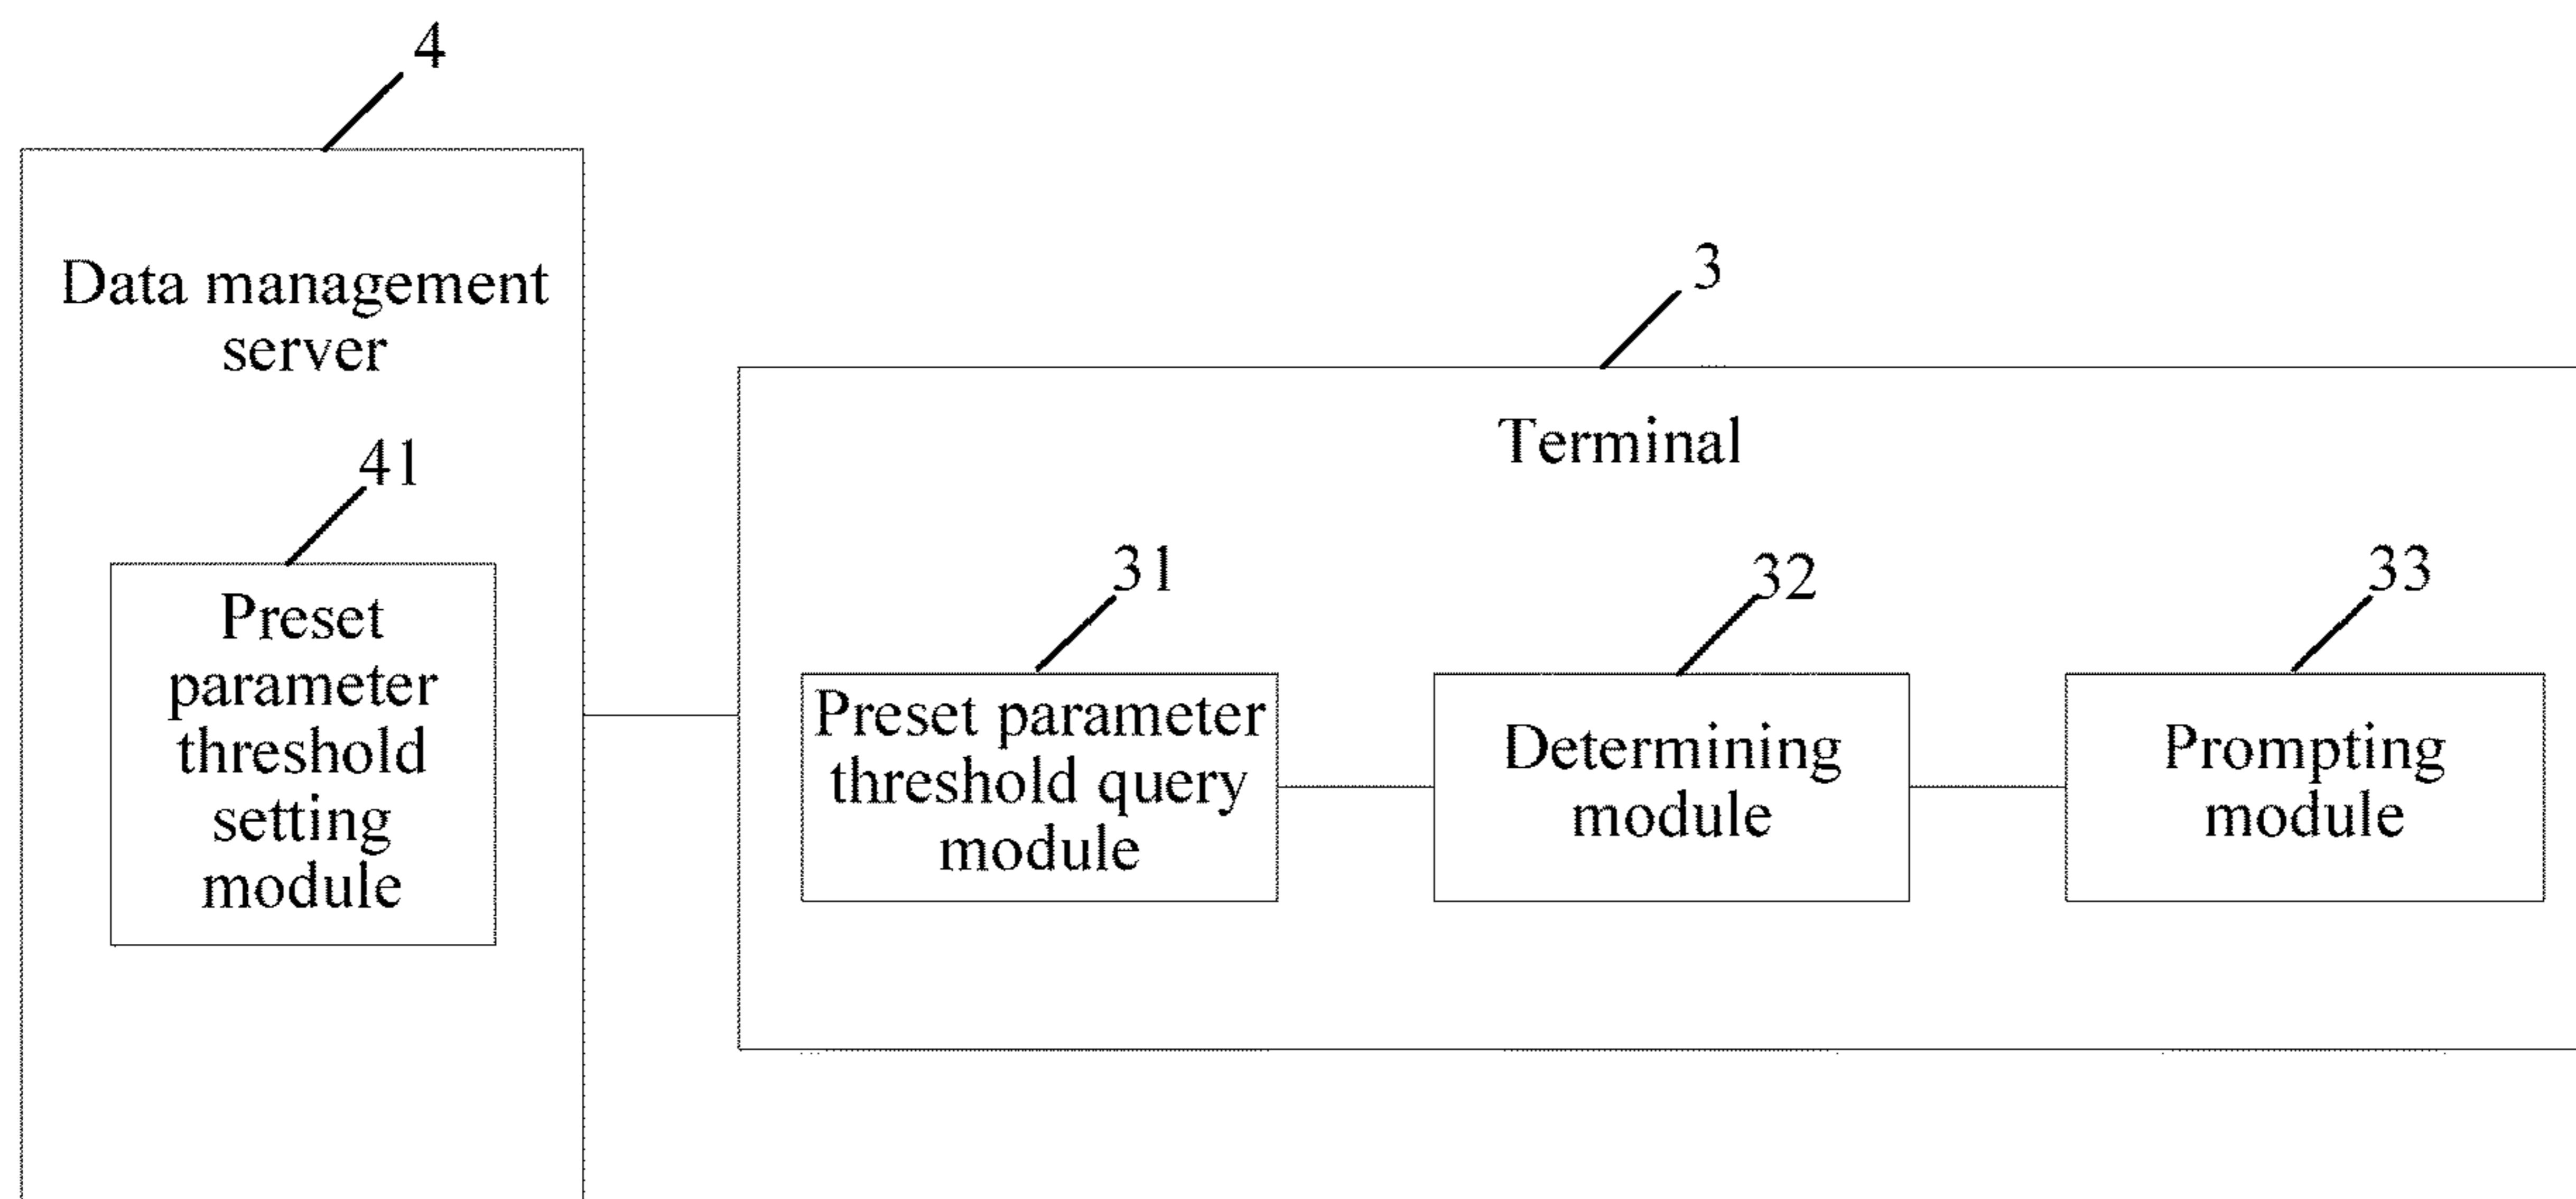 4
Data management
server
41
Preset
parameter
threshold
setting
module
3
Terminal
31
Preset parameter
threshold query
module
32
Determining
module
33
Prompting
module